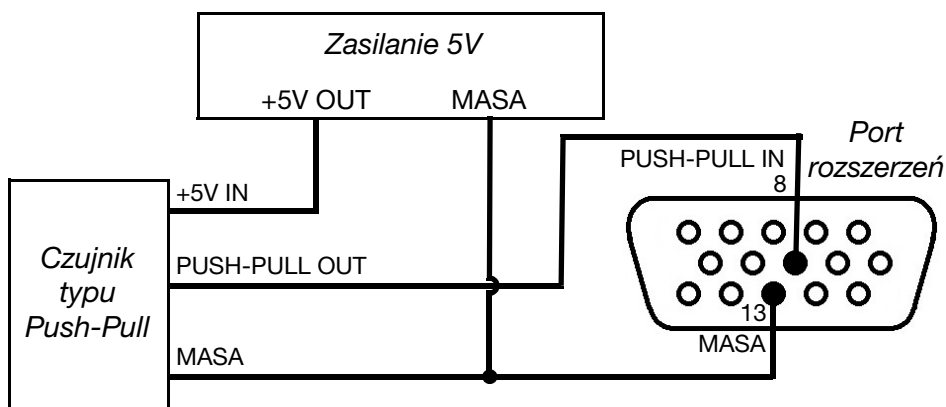 Zasilanie 5V
+5V OUT
MASA
Port
rozszerzeń
PUSH-PULL IN
8
+5V IN
Czujnik
typu
Push-Pull
PUSH-PULL OUT
MASA
13
MASA